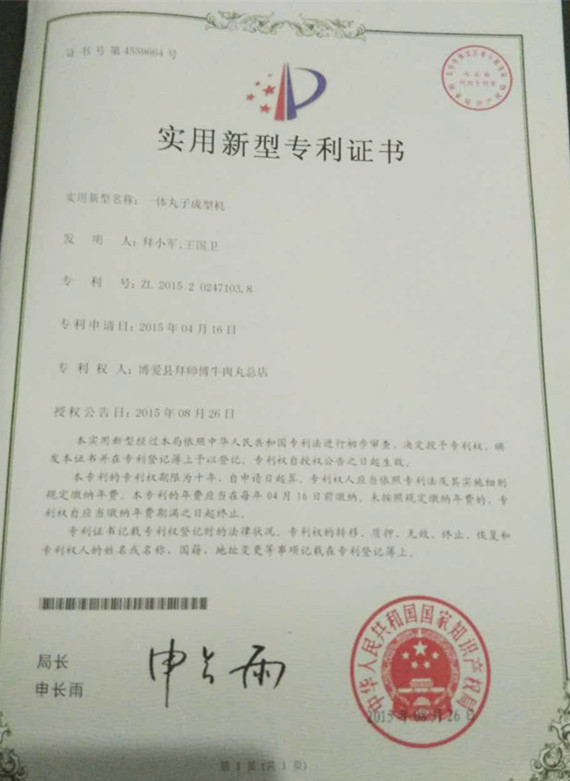 证书号第4559664号
实用新型专利证书
实用新型名称：一体丸子成型机
发 明 人：拜小军;王国卫
专 利 号：ZL 2015 2 0247103.8
专利申请日：2015年04月16日
专 利 权 人：博爱县拜师傅牛肉丸总店
授权公告日：2015年08月26日
本实用新型经过本局依照中华人民共和国专利法进行初步审查，决定授予专利权，颁
发本证书并在专利登记簿上予以登记。专利权自授权公告之日起生效。
本专利的专利权期限为十年，自申请日起算。专利权人应当依照专利法及其实施细则
规定缴纳年费。本专利的年费应当在每年04月16日前缴纳。未按照规定缴纳年费的，专
利权自应当缴纳年费期满之日起终止。
专利证书记载专利权登记时的法律状况。专利权的转移、质押、无效、终止、恢复和
专利权人的姓名或名称、国籍、地址变更等事项记载在专利登记簿上。
局长
申长雨
申长雨
中华人民共和国国家知识产权局
2015年08月26日
第1页(共1页)